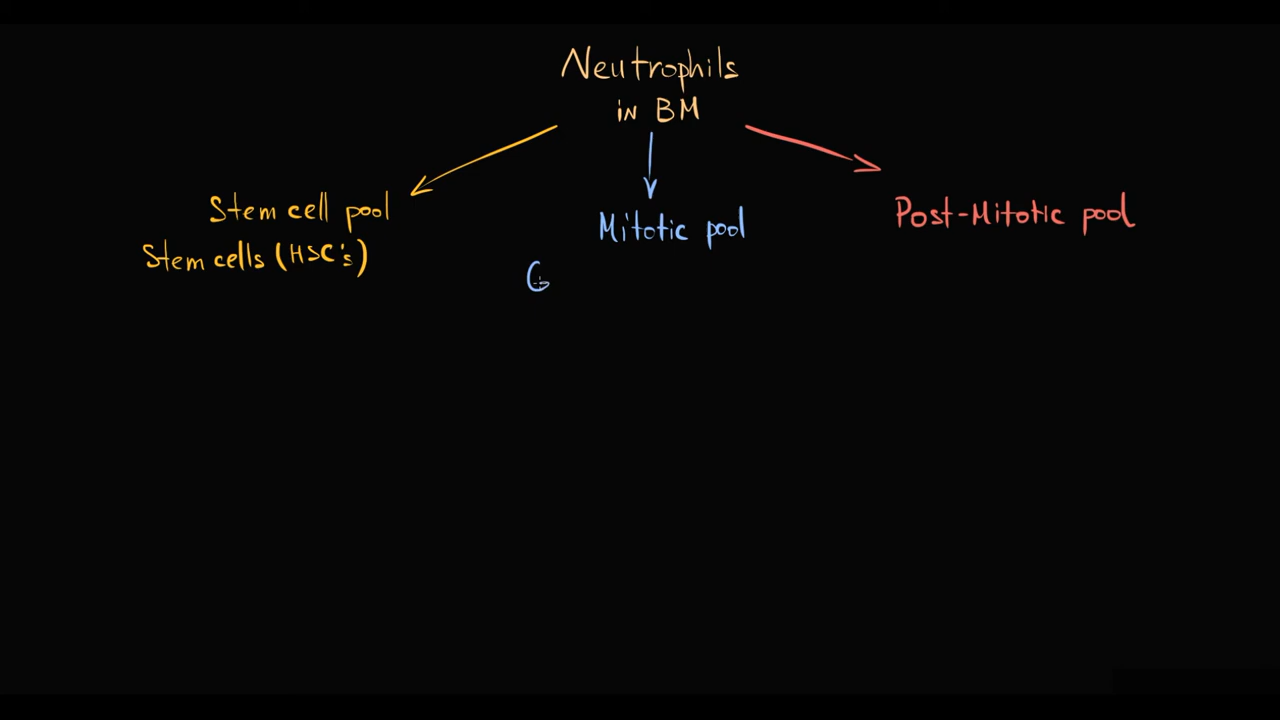 Neutrophils
in BM
Stem cell pool
Mitotic pool
Post-Mitotic pool
Stem cells (HSC's)
G